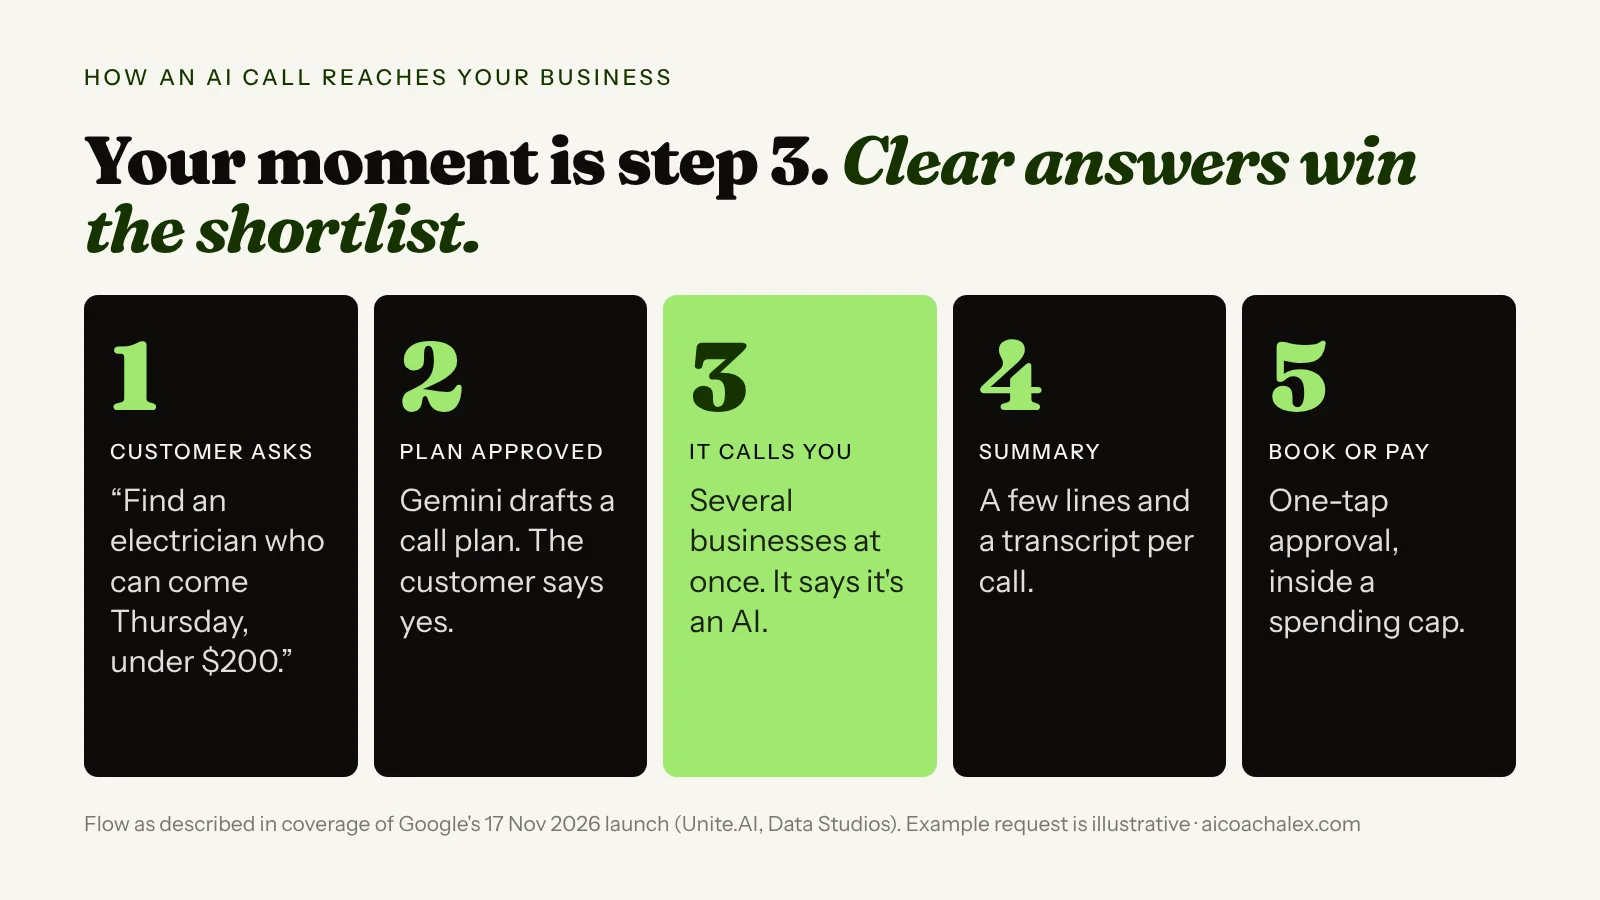 HOW AN AI CALL REACHES YOUR BUSINESS
Your moment is step 3. Clear answers win
the shortlist.
1
CUSTOMER ASKS
“Find an
electrician who
can come
Thursday,
under $200.”
2
PLAN APPROVED
Gemini drafts a
call plan. The
customer says
yes.
3
IT CALLS YOU
Several
businesses at
once. It says it's
an AI.
4
SUMMARY
A few lines and
a transcript per
call.
5
BOOK OR PAY
One-tap
approval,
inside a
spending cap.
Flow as described in coverage of Google's 17 Nov 2026 launch (Unite.AI, Data Studios). Example request is illustrative · aicoachalex.com